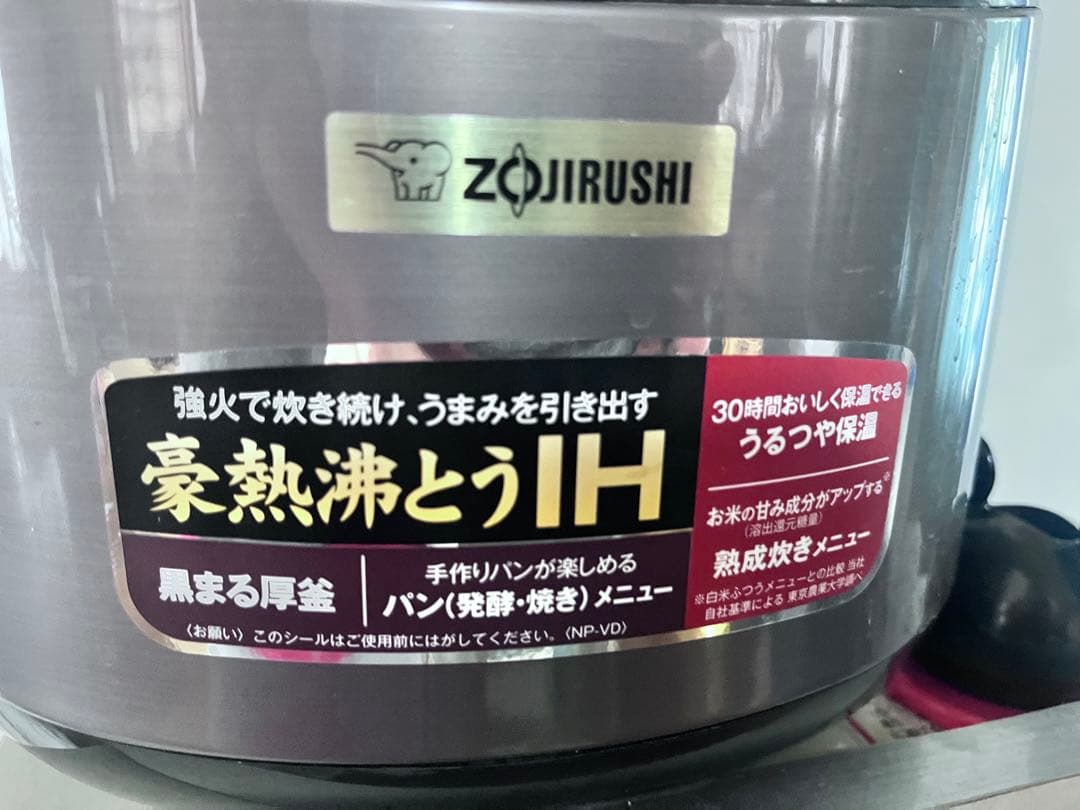 ZOJIRUSHI
強火で炊き続け、うまみを引き出す
豪熱沸とうIH
黒まる厚釜
手作りパンが楽しめる
パン(発酵・焼き)メニュー
〈お願い〉このシールはご使用前にはがしてください。〈NP-VD〉
30時間おいしく保温できる
うるつや保温
お米の甘み成分がアップする※
(溶出還元糖量)
熟成炊きメニュー
※白米ふつうメニューとの比較 当社
自社基準による 東京農業大学調べ